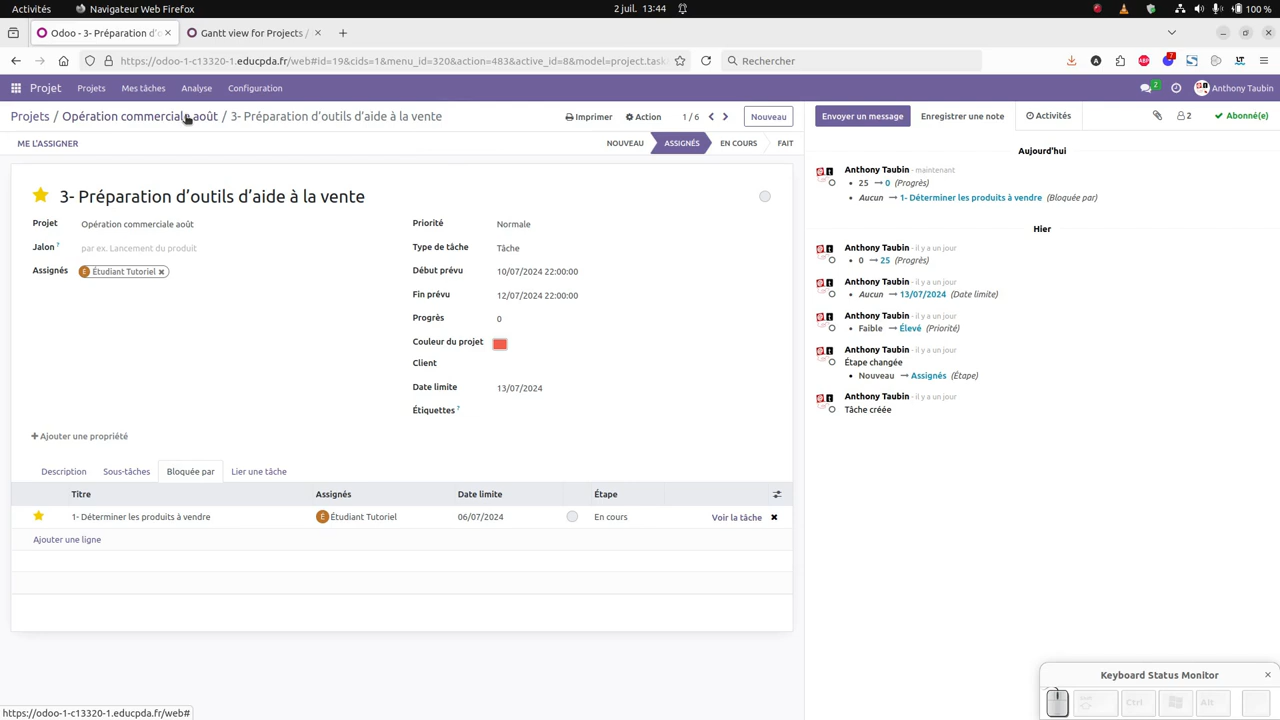 Activités Navigateur Web Firefox 2 juil. 13:44 100 %
Odoo - 3- Préparation d'o Gantt view for Projects /
https://odoo-1-c13320-1.educpda.fr/web#id=19&cids=1&menu_id=320&action=483&active_id=8&model=project.task Rechercher
Projet Projets Mes tâches Analyse Configuration 2 Anthony Taubin
Projets / Opération commerciale août / 3- Préparation d’outils d’aide à la vente Imprimer Action 1 / 6 Nouveau
Envoyer un message Enregistrer une note Activités 2 Abonné(e)
ME L'ASSIGNER NOUVEAU ASSIGNÉS EN COURS FAIT
3- Préparation d’outils d’aide à la vente
Projet Opération commerciale août
Jalon ? par ex. Lancement du produit
Assignés É Étudiant Tutoriel
Priorité Normale
Type de tâche Tâche
Début prévu 10/07/2024 22:00:00
Fin prévu 12/07/2024 22:00:00
Progrès 0
Couleur du projet
Client
Date limite 13/07/2024
Étiquettes ?
Ajouter une propriété
Description Sous-tâches Bloquée par Lier une tâche
Titre Assignés Date limite Étape
1- Déterminer les produits à vendre É Étudiant Tutoriel 06/07/2024 En cours Voir la tâche
Ajouter une ligne
Aujourd'hui
Anthony Taubin - maintenant
25 → 0 (Progrès)
Aucun → 1- Déterminer les produits à vendre (Bloquée par)
Hier
Anthony Taubin - il y a un jour
0 → 25 (Progrès)
Anthony Taubin - il y a un jour
Aucun → 13/07/2024 (Date limite)
Anthony Taubin - il y a un jour
Faible → Élevé (Priorité)
Anthony Taubin - il y a un jour
Étape changée
Nouveau → Assignés (Étape)
Anthony Taubin - il y a un jour
Tâche créée
Keyboard Status Monitor
Ctrl Alt
https://odoo-1-c13320-1.educpda.fr/web#